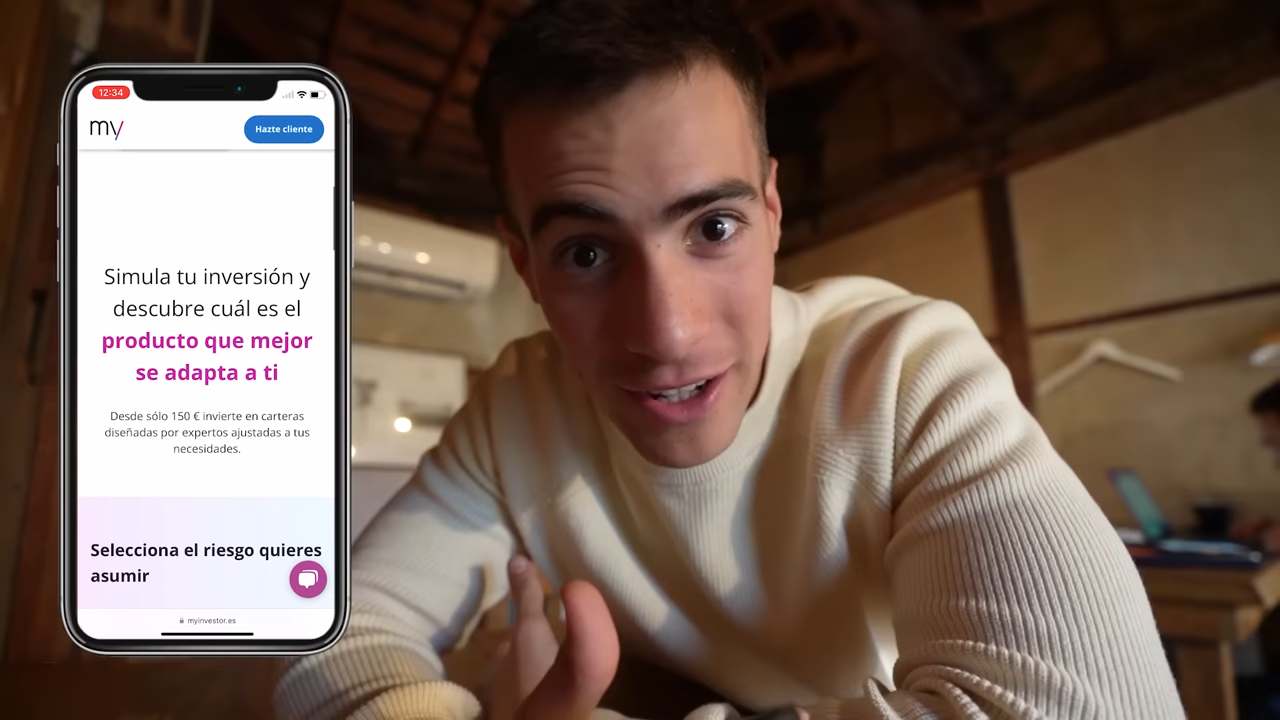 12:34
my
Hazte cliente
Simula tu inversión y
descubre cuál es el
producto que mejor
se adapta a ti
Desde sólo 150 € invierte en carteras
diseñadas por expertos ajustadas a tus
necesidades.
Selecciona el riesgo quieres
asumir
myinvestor.es